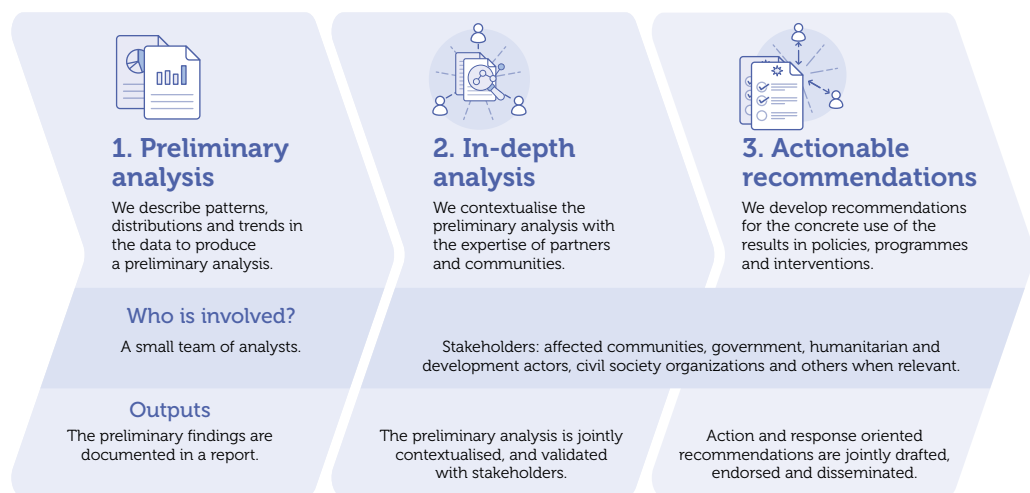 1. Preliminary
analysis
We describe patterns,
distributions and trends in
the data to produce
a preliminary analysis.
2. In-depth
analysis
We contextualise the
preliminary analysis with
the expertise of partners
and communities.
3. Actionable
recommendations
We develop recommendations
for the concrete use of the
results in policies, programmes
and interventions.
Who is involved?
A small team of analysts.
Stakeholders: affected communities, government, humanitarian and
development actors, civil society organizations and others when relevant.
Outputs
The preliminary findings are
documented in a report.
The preliminary analysis is jointly
contextualised, and validated
with stakeholders.
Action and response oriented
recommendations are jointly drafted,
endorsed and disseminated.